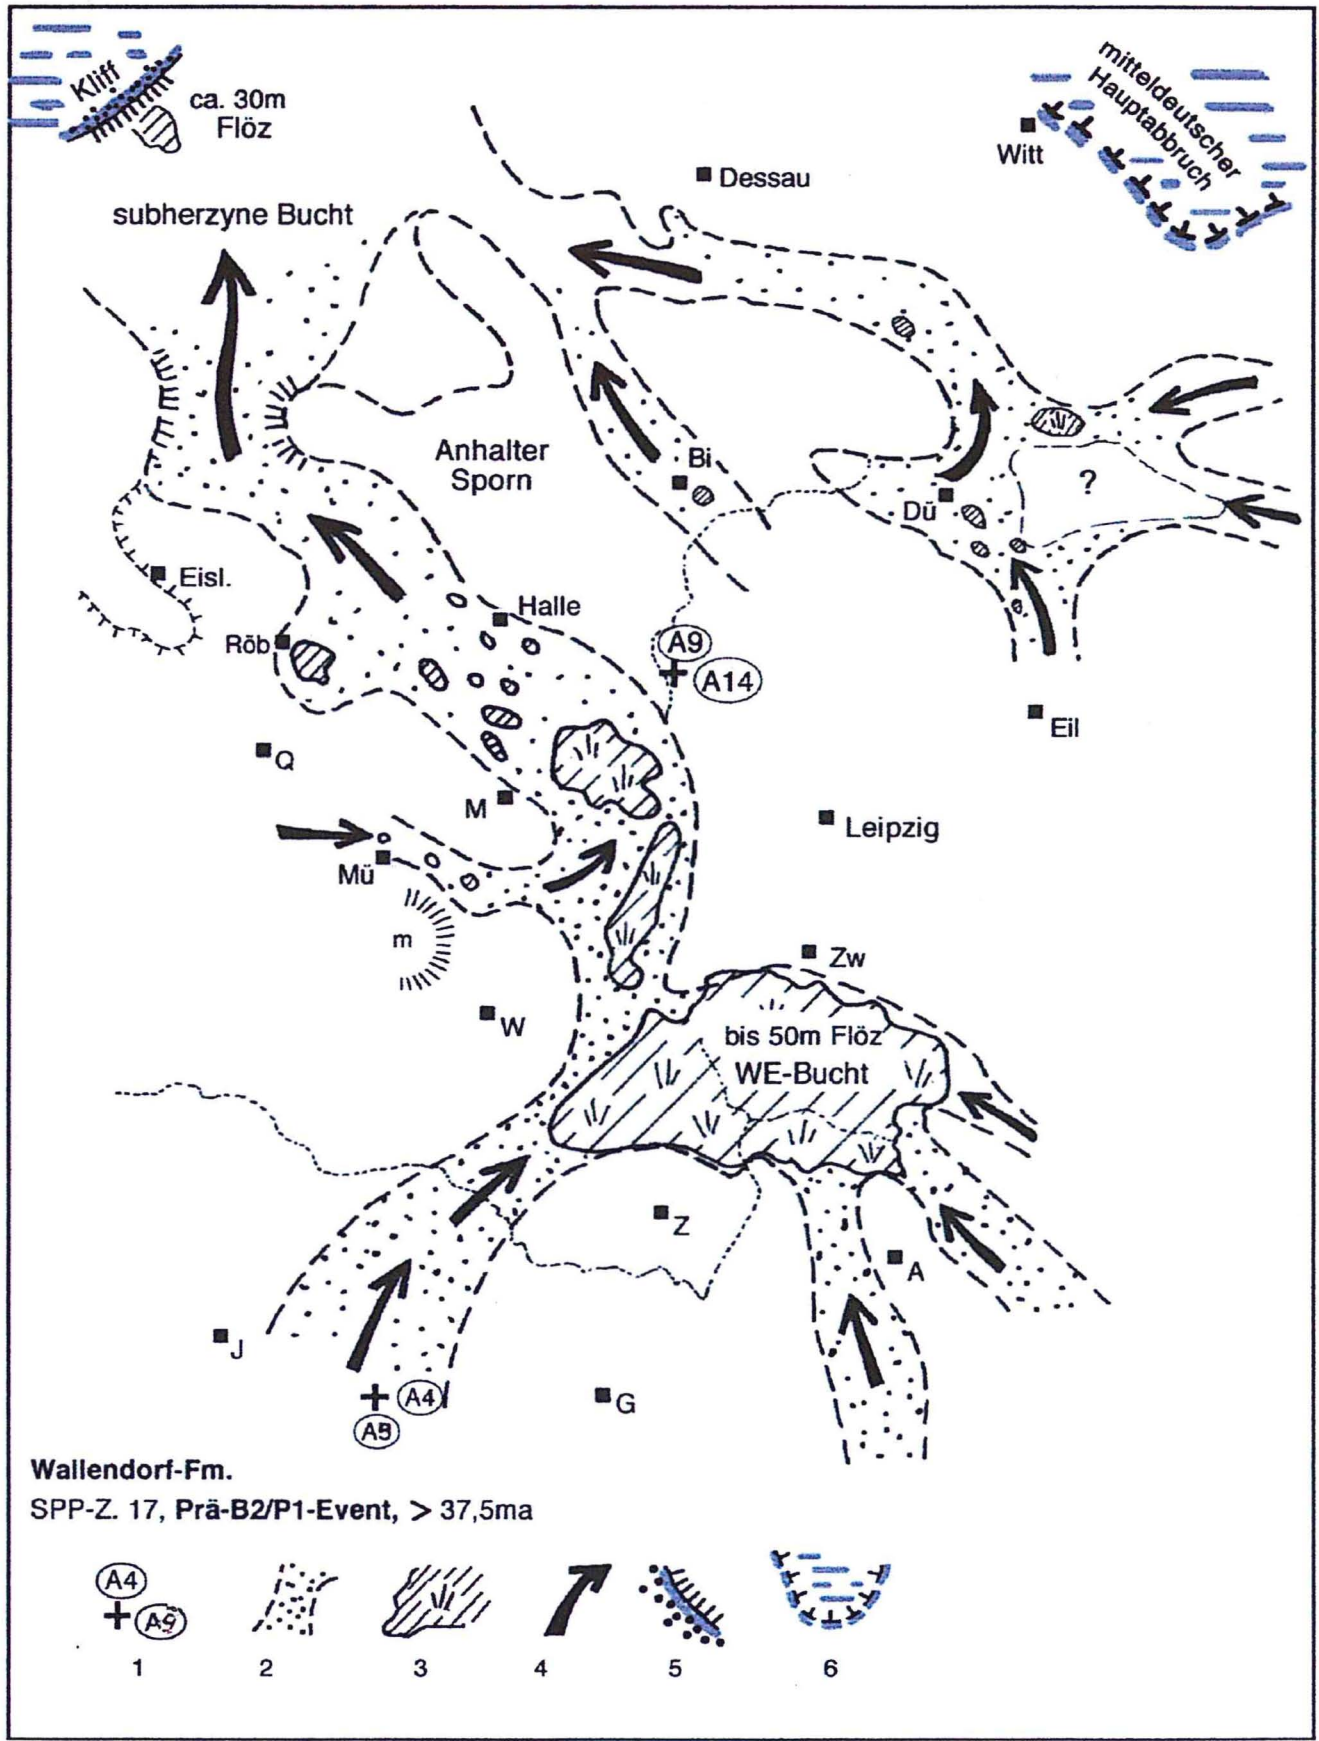 Kliff
ca. 30m
Flöz
mitteldeutscher
Hauptabbruch
Witt
Dessau
subherzyne Bucht
Anhalter
Sporn
Bi
?
Dü
Eisl.
Halle
Röb
A9
A14
Eil
Q
M
Leipzig
Mü
m
Zw
W
bis 50m Flöz
WE-Bucht
Z
A
J
A4
A9
G
Wallendorf-Fm.
SPP-Z. 17, Prä-B2/P1-Event, > 37,5ma
A4
A9
1 2 3 4 5 6